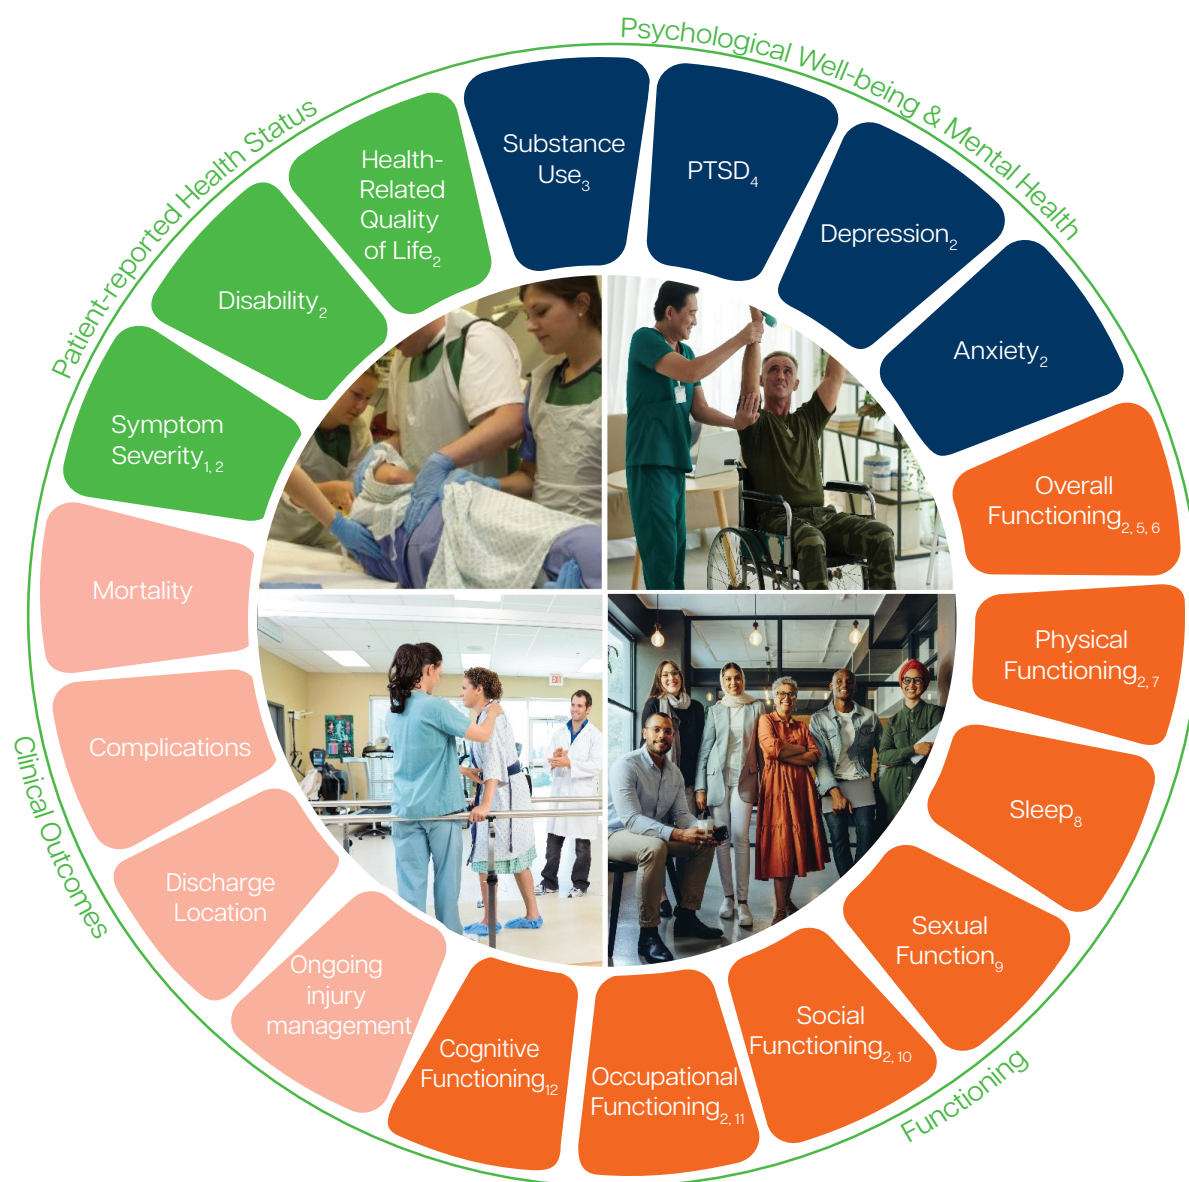 Psychological Well-being & Mental Health
Substance
Use3
PTSD4
Depression2
Anxiety2
Functioning
Overall
Functioning2, 5, 6
Physical
Functioning2, 7
Sleep8
Sexual
Function9
Social
Functioning2, 10
Occupational
Functioning2, 11
Cognitive
Functioning12
Clinical Outcomes
Ongoing
injury
management
Discharge
Location
Complications
Mortality
Patient-reported Health Status
Symptom
Severity1, 2
Disability2
Health-
Related
Quality
of Life2
EXIT